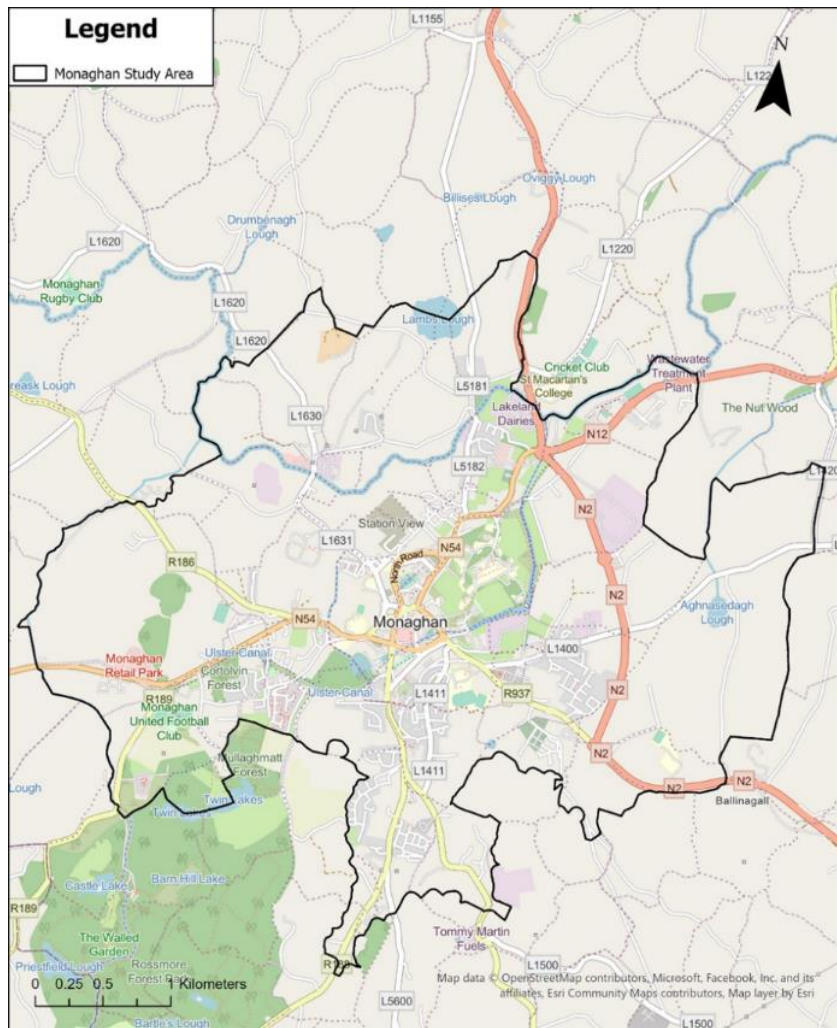 Legend
Monaghan Study Area
N
L1155
L1220
Oviggy Lough
Billisea Lough
Drumbenagh
Lough
L1620
Monaghan
Rugby Club
L1620
L1620
Lambs Lough
Cricket Club
St Macartan's
College
Wastewater
Treatment
Plant
L5181
Lakeland
Dairies
The Nut Wood
L1630
N12
L5182
L1420
N2
Station View
L1631
North Road
N54
R186
N2
Aghnasedagh
Lough
N54
Monaghan
Ulster Canal
L1400
Monaghan
Retail Park
Cortolvin
Forest
Ulster Canal
L1411
R937
N2
R189
Monaghan
United Football
Club
N2
Mullaghmatt
Forest
L1411
N2
N2
Ballinagall
Twin Lakes
Castle Lake
Barn Hill Lake
R189
The Walled
Garden
Tommy Martin
Fuels
Priestfield Lough
Rossmore Forest Park
L1500
0 0.25 0.5 1 Kilometers
Map data © OpenStreetMap contributors, Microsoft, Facebook, Inc. and its
affiliates, Esri Community Maps contributors, Map layer by Esri
L5600
L1500
Bartle's Lough